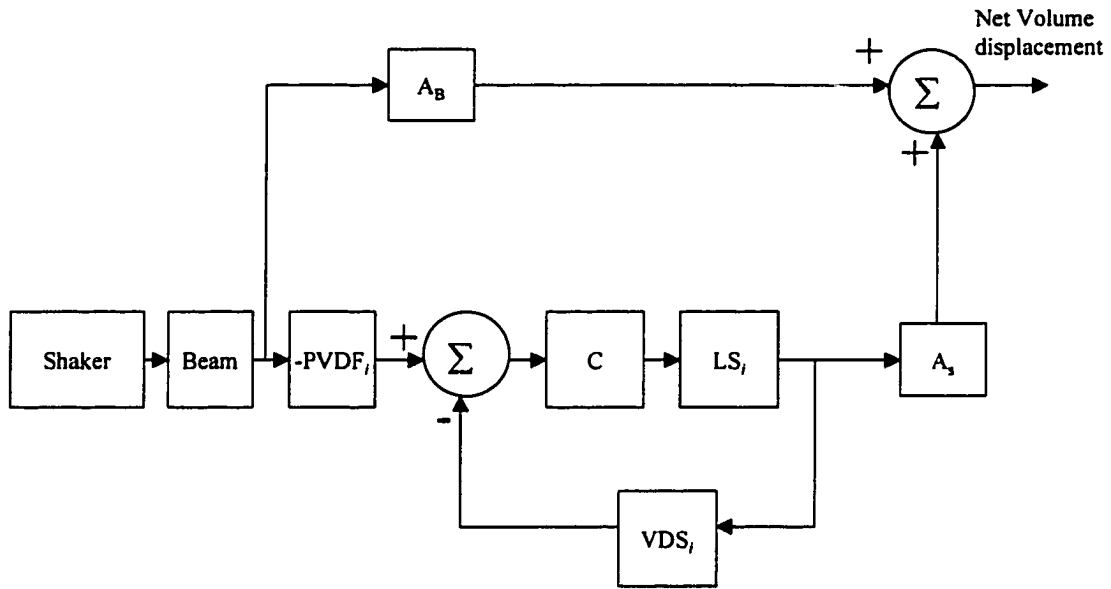 Net Volume
displacement
+
A_B
Σ
+
Shaker
Beam
-PVDF_i
+
Σ
C
LS_i
A_s
-
VDS_i